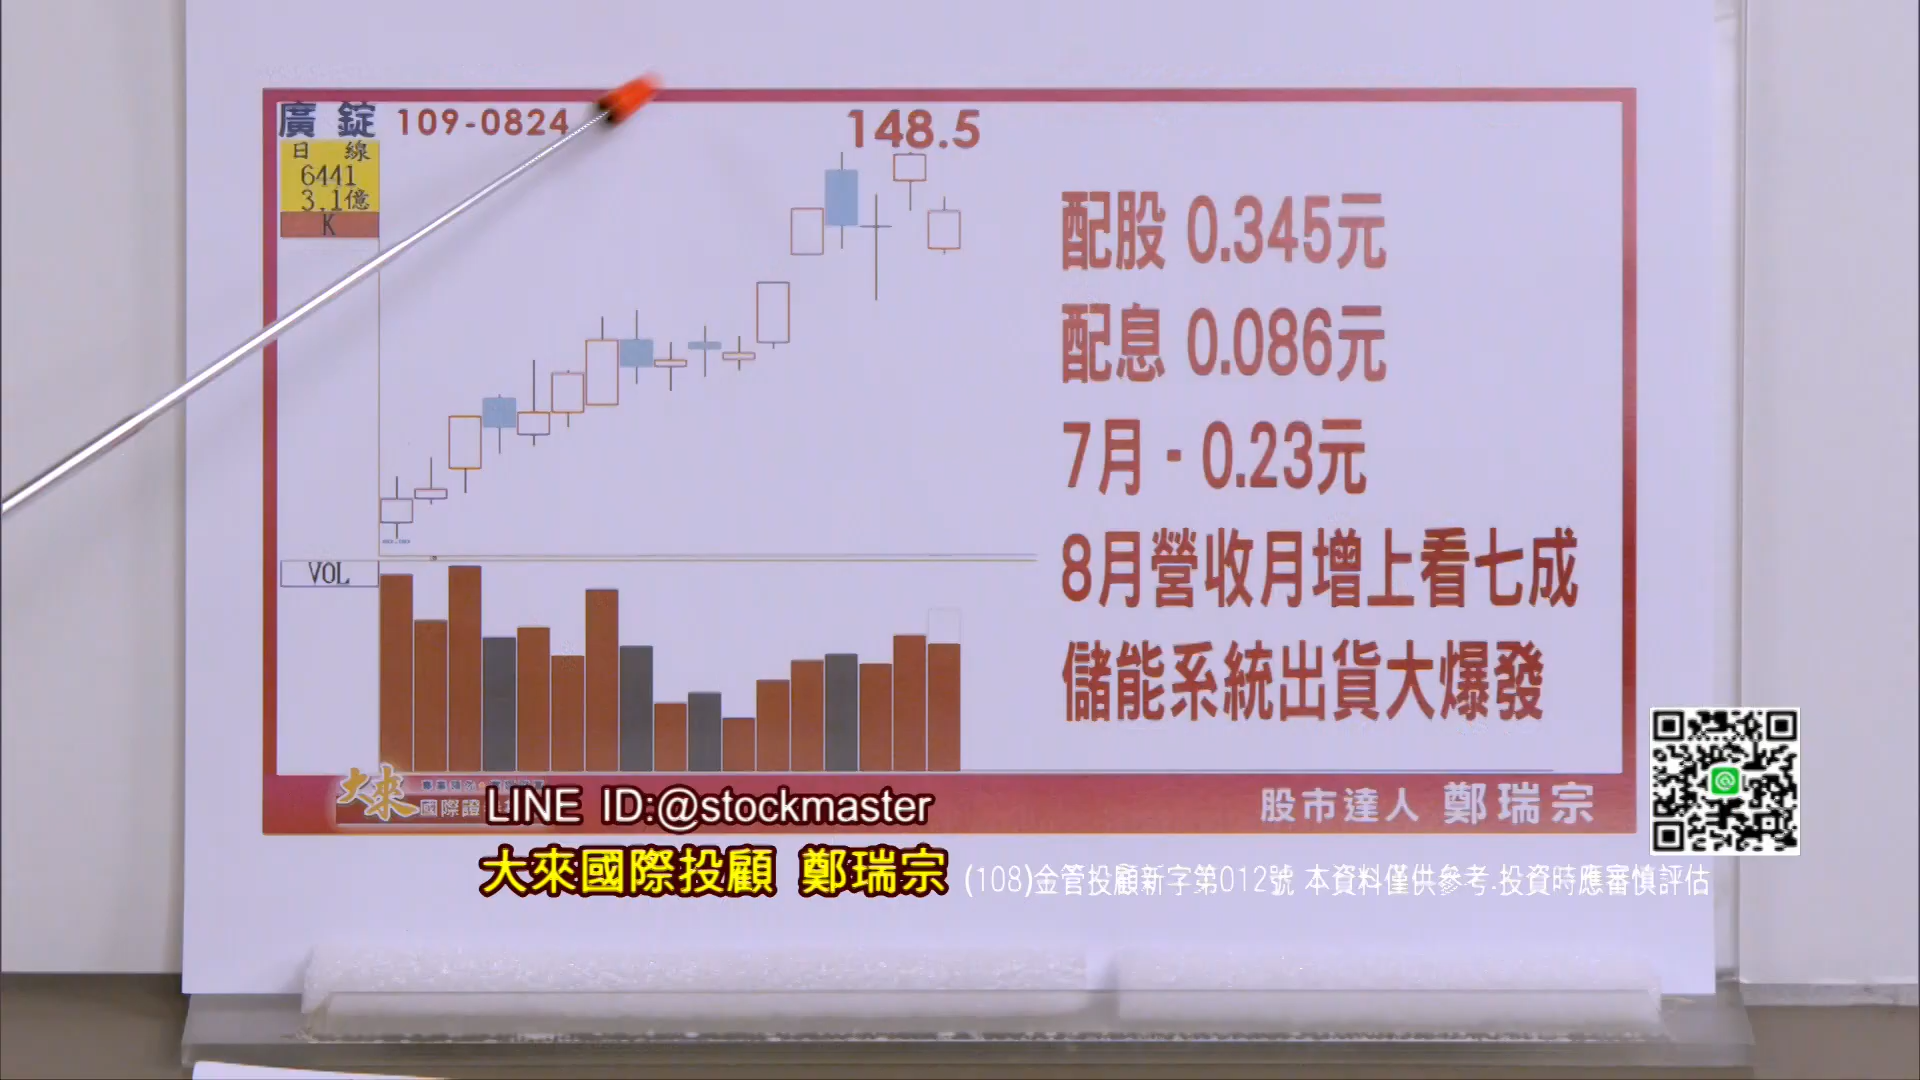 廣錠 109-0824
148.5
日 線
6441
3.1億
K
配股 0.345元
配息 0.086元
7月 - 0.23元
8月營收月增上看七成
儲能系統出貨大爆發
VOL
大來
國際證
LINE ID:@stockmaster
股市達人 鄭瑞宗
大來國際投顧 鄭瑞宗 (108)金管投顧新字第012號 本資料僅供參考.投資時應審慎評估